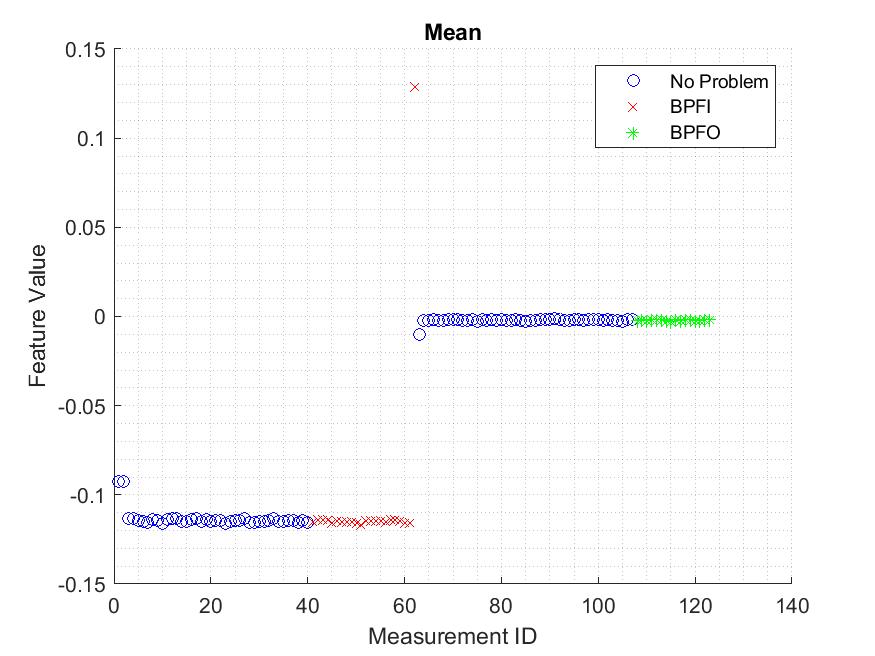 Mean
0.15
0.1
0.05
0
-0.05
-0.1
-0.15
Feature Value
No Problem
BPFI
BPFO
0 20 40 60 80 100 120 140
Measurement ID